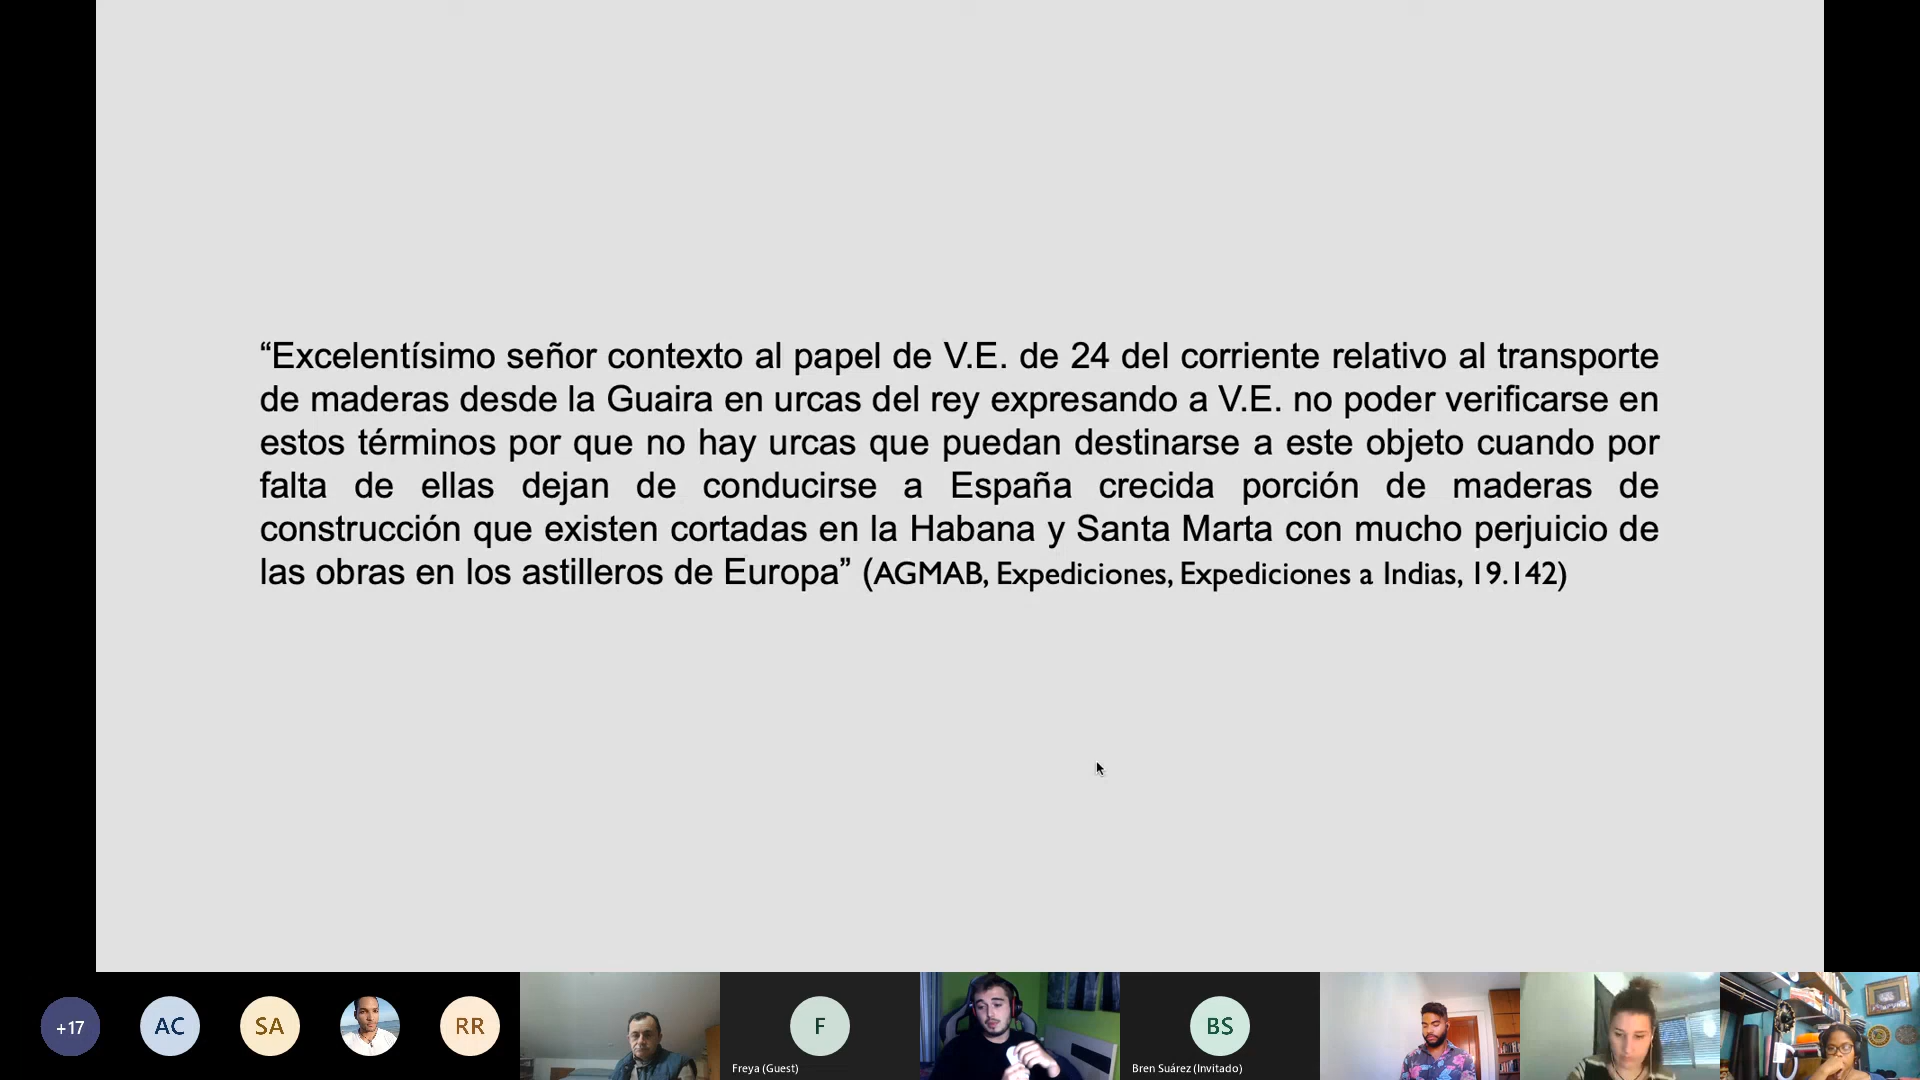 “Excelentísimo señor contexto al papel de V.E. de 24 del corriente relativo al transporte
de maderas desde la Guaira en urcas del rey expresando a V.E. no poder verificarse en
estos términos por que no hay urcas que puedan destinarse a este objeto cuando por
falta de ellas dejan de conducirse a España crecida porción de maderas de
construcción que existen cortadas en la Habana y Santa Marta con mucho perjuicio de
las obras en los astilleros de Europa” (AGMAB, Expediciones, Expediciones a Indias, 19.142)
+17
AC
SA
RR
F
Freya (Guest)
BS
Bren Suárez (Invitado)